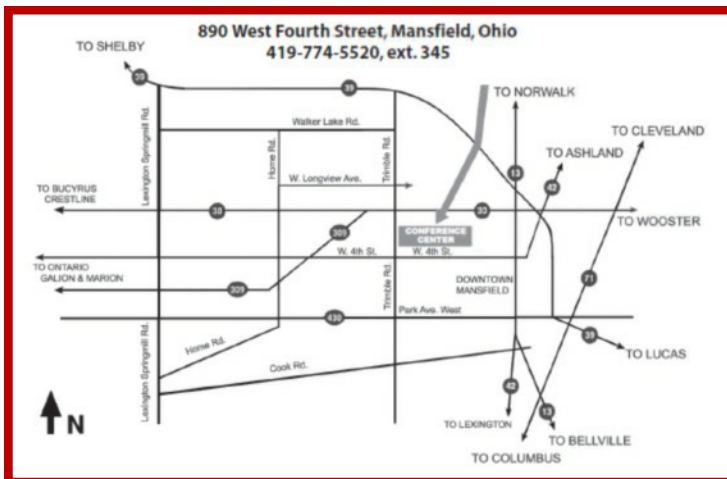 890 West Fourth Street, Mansfield, Ohio
419-774-5520, ext. 345
TO SHELBY
39
39
TO NORWALK
Walker Lake Rd.
TO CLEVELAND
Lexington Springmill Rd.
Home Rd.
Trimble Rd.
W. Longview Ave.
13
TO ASHLAND
42
TO BUCYRUS
CRESTLINE
30
30
TO WOOSTER
309
CONFERENCE
CENTER
W. 4th St.
W. 4th St.
TO ONTARIO
GALION & MARION
309
Trimble Rd.
DOWNTOWN
MANSFIELD
71
430
Park Ave. West
39
TO LUCAS
Lexington Springmill Rd.
Home Rd.
Cook Rd.
42
13
N
TO LEXINGTON
TO BELLVILLE
TO COLUMBUS